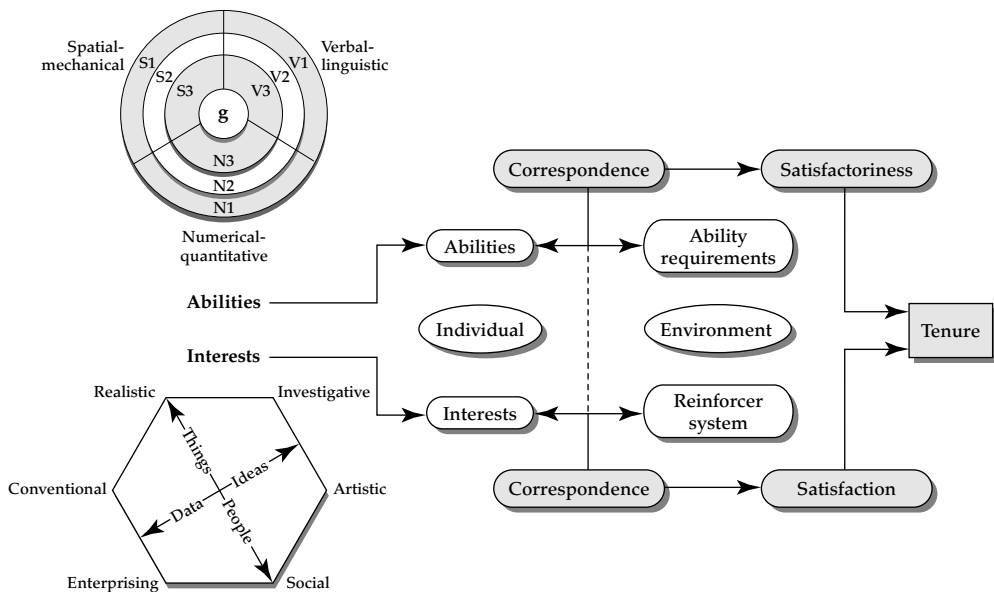 Spatial-
mechanical
Verbal-
linguistic
S1
V1
S2
V2
S3
V3
g
N3
N2
N1
Numerical-
quantitative
Correspondence
Satisfactoriness
Abilities
Ability
requirements
Abilities
Individual
Environment
Tenure
Interests
Interests
Reinforcer
system
Realistic
Investigative
Things
Ideas
Conventional
Artistic
Data
People
Enterprising
Social
Correspondence
Satisfaction